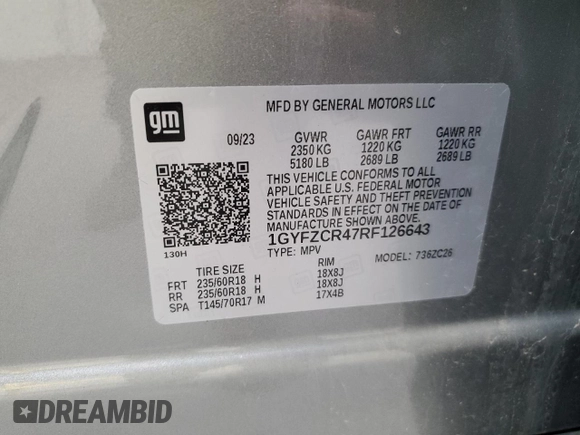 gm
MFD BY GENERAL MOTORS LLC
09/23 GVWR GAWR FRT GAWR RR
2350 KG 1220 KG 1220 KG
5180 LB 2689 LB 2689 LB
THIS VEHICLE CONFORMS TO ALL
APPLICABLE U.S. FEDERAL MOTOR
VEHICLE SAFETY AND THEFT PREVENTION
STANDARDS IN EFFECT ON THE DATE OF
MANUFACTURE SHOWN ABOVE.
1GYFZCR47RF126643
130H
TYPE: MPV MODEL: 736ZC26
TIRE SIZE RIM
FRT 235/60R18 H 18X8J
RR 235/60R18 H 18X8J
SPA T145/70R17 M 17X4B
DREAMBID